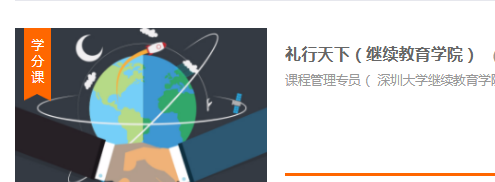 学分课
礼行天下（继续教育学院）（
课程管理专员（ 深圳大学继续教育学院